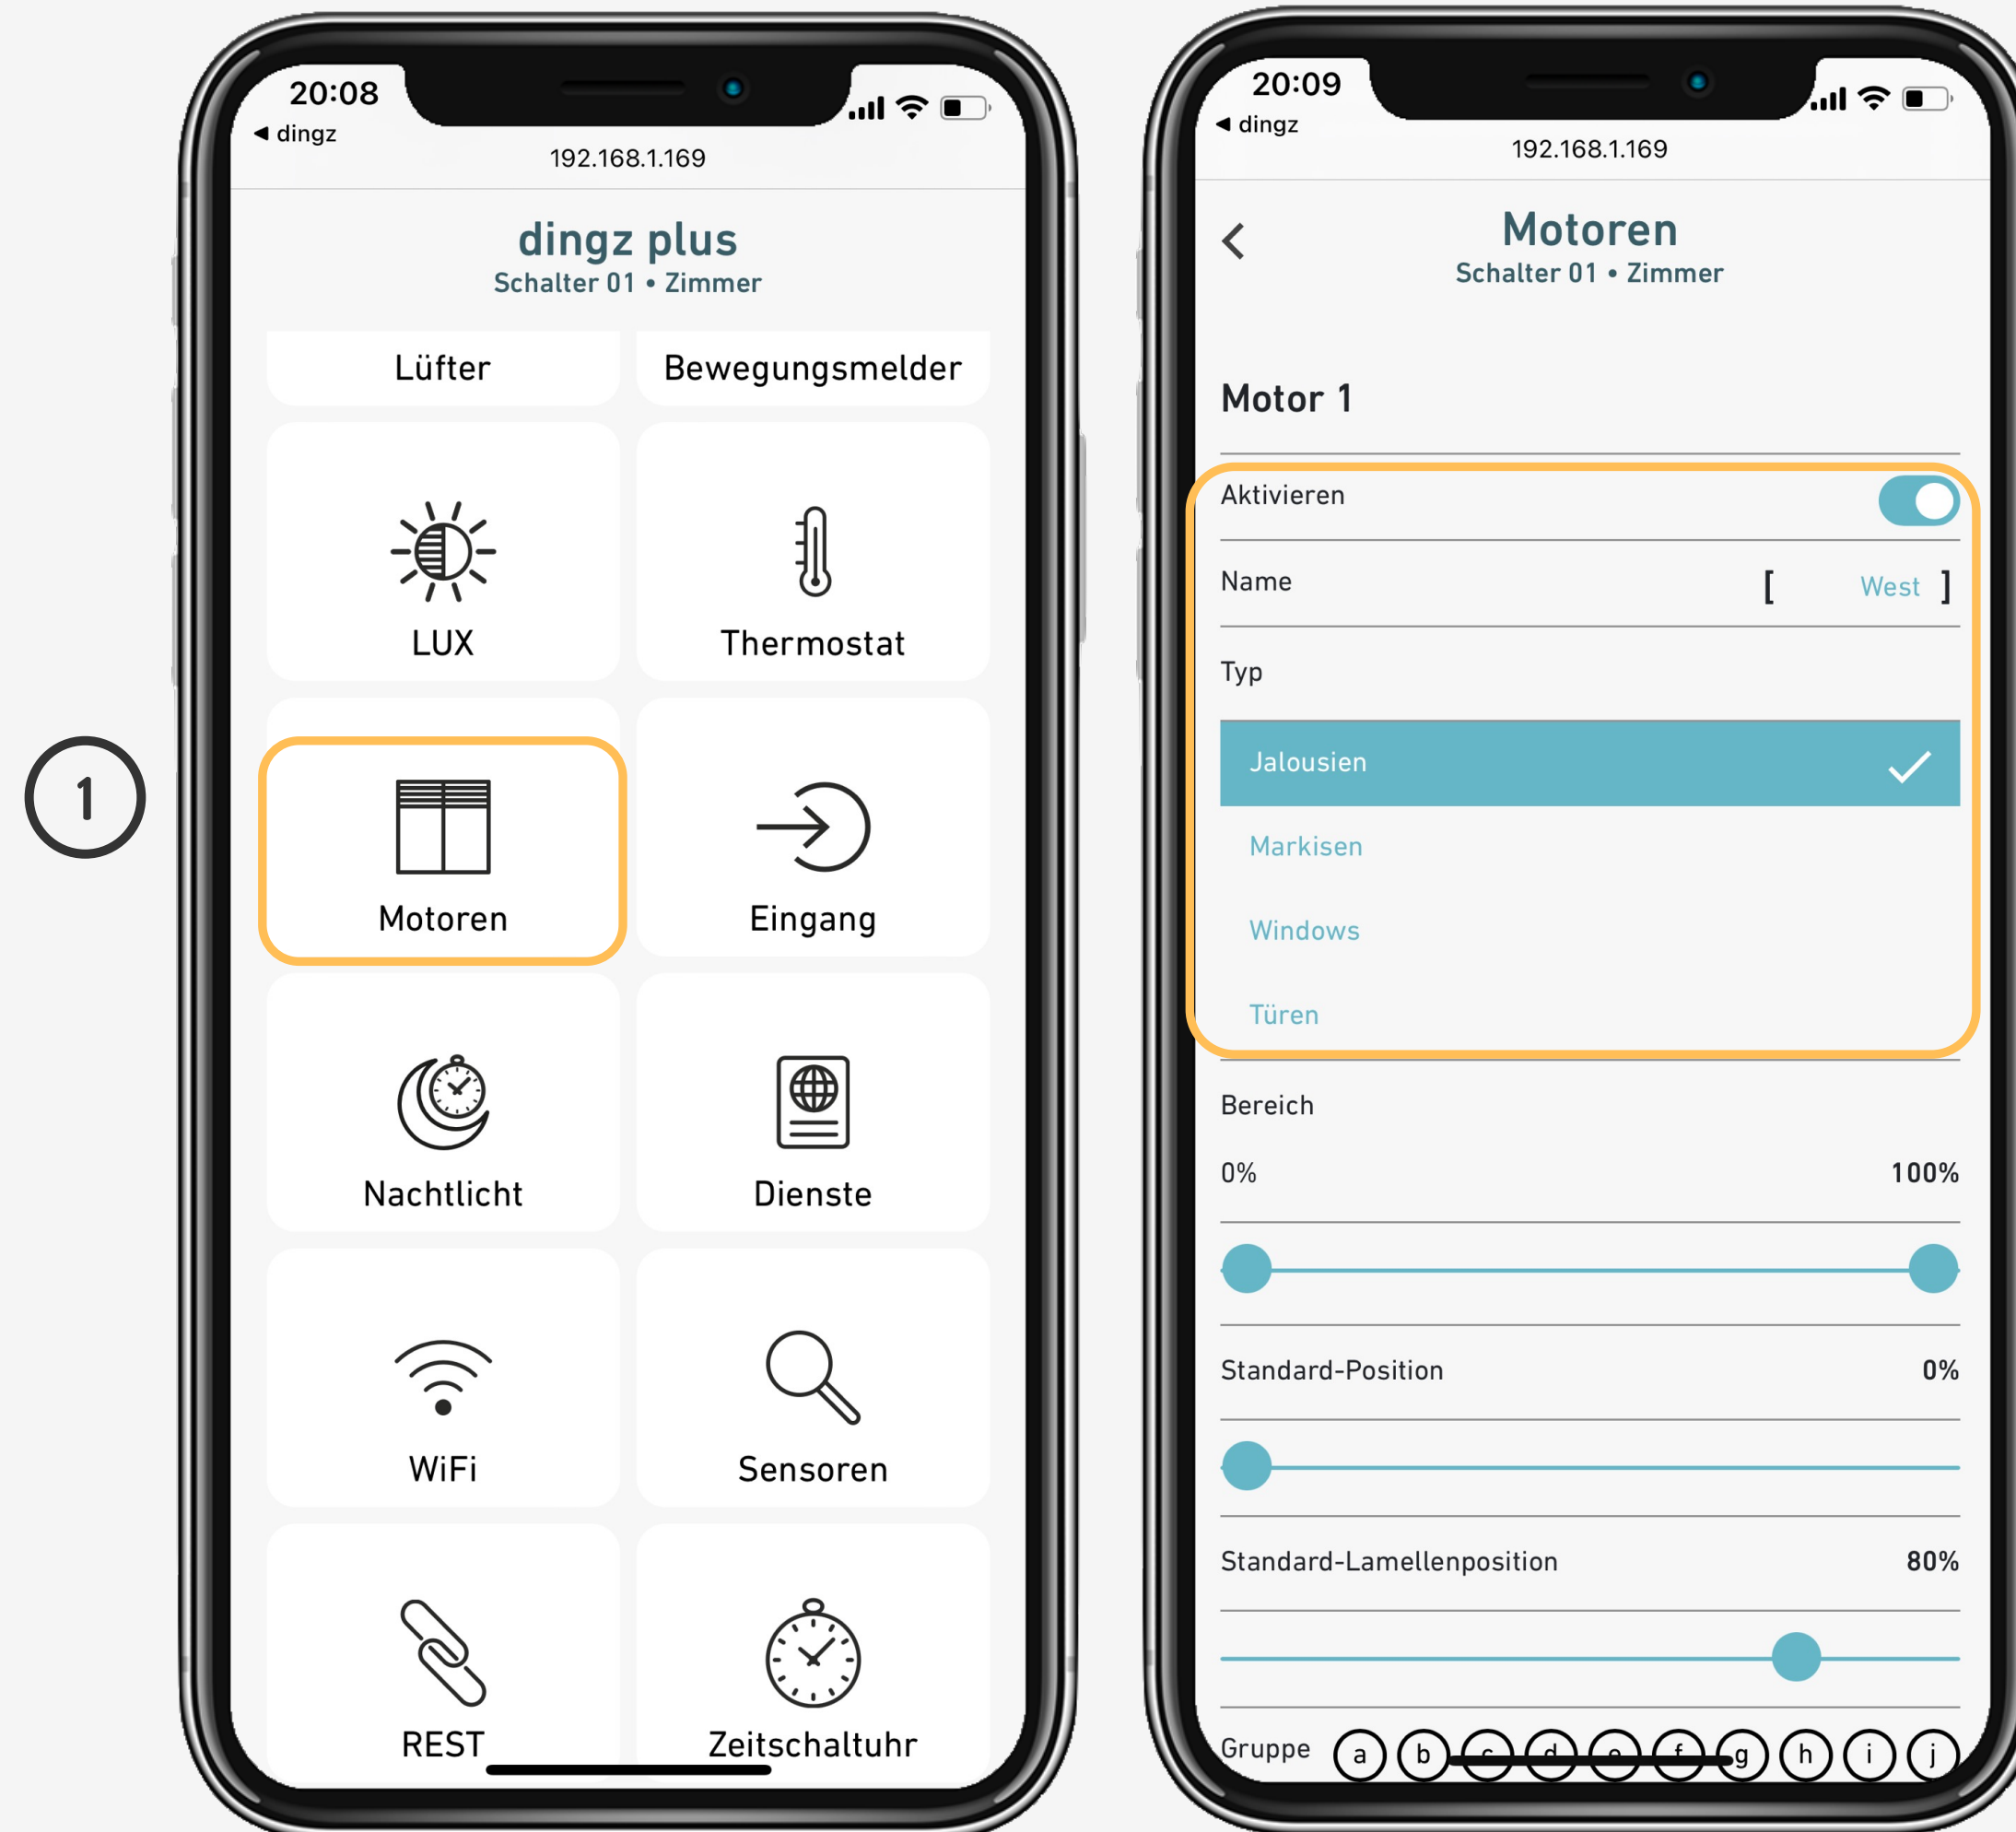 1
20:08
dingz
192.168.1.169
dingz plus
Schalter 01 • Zimmer
Lüfter
Bewegungsmelder
LUX
Thermostat
Motoren
Eingang
Nachtlicht
Dienste
WiFi
Sensoren
REST
Zeitschaltuhr
20:09
dingz
192.168.1.169
Motoren
Schalter 01 • Zimmer
Motor 1
Aktivieren
Name [ West ]
Typ
Jalousien
Markisen
Windows
Türen
Bereich
0% 100%
Standard-Position 0%
Standard-Lamellenposition 80%
Gruppe a b c d e f g h i j